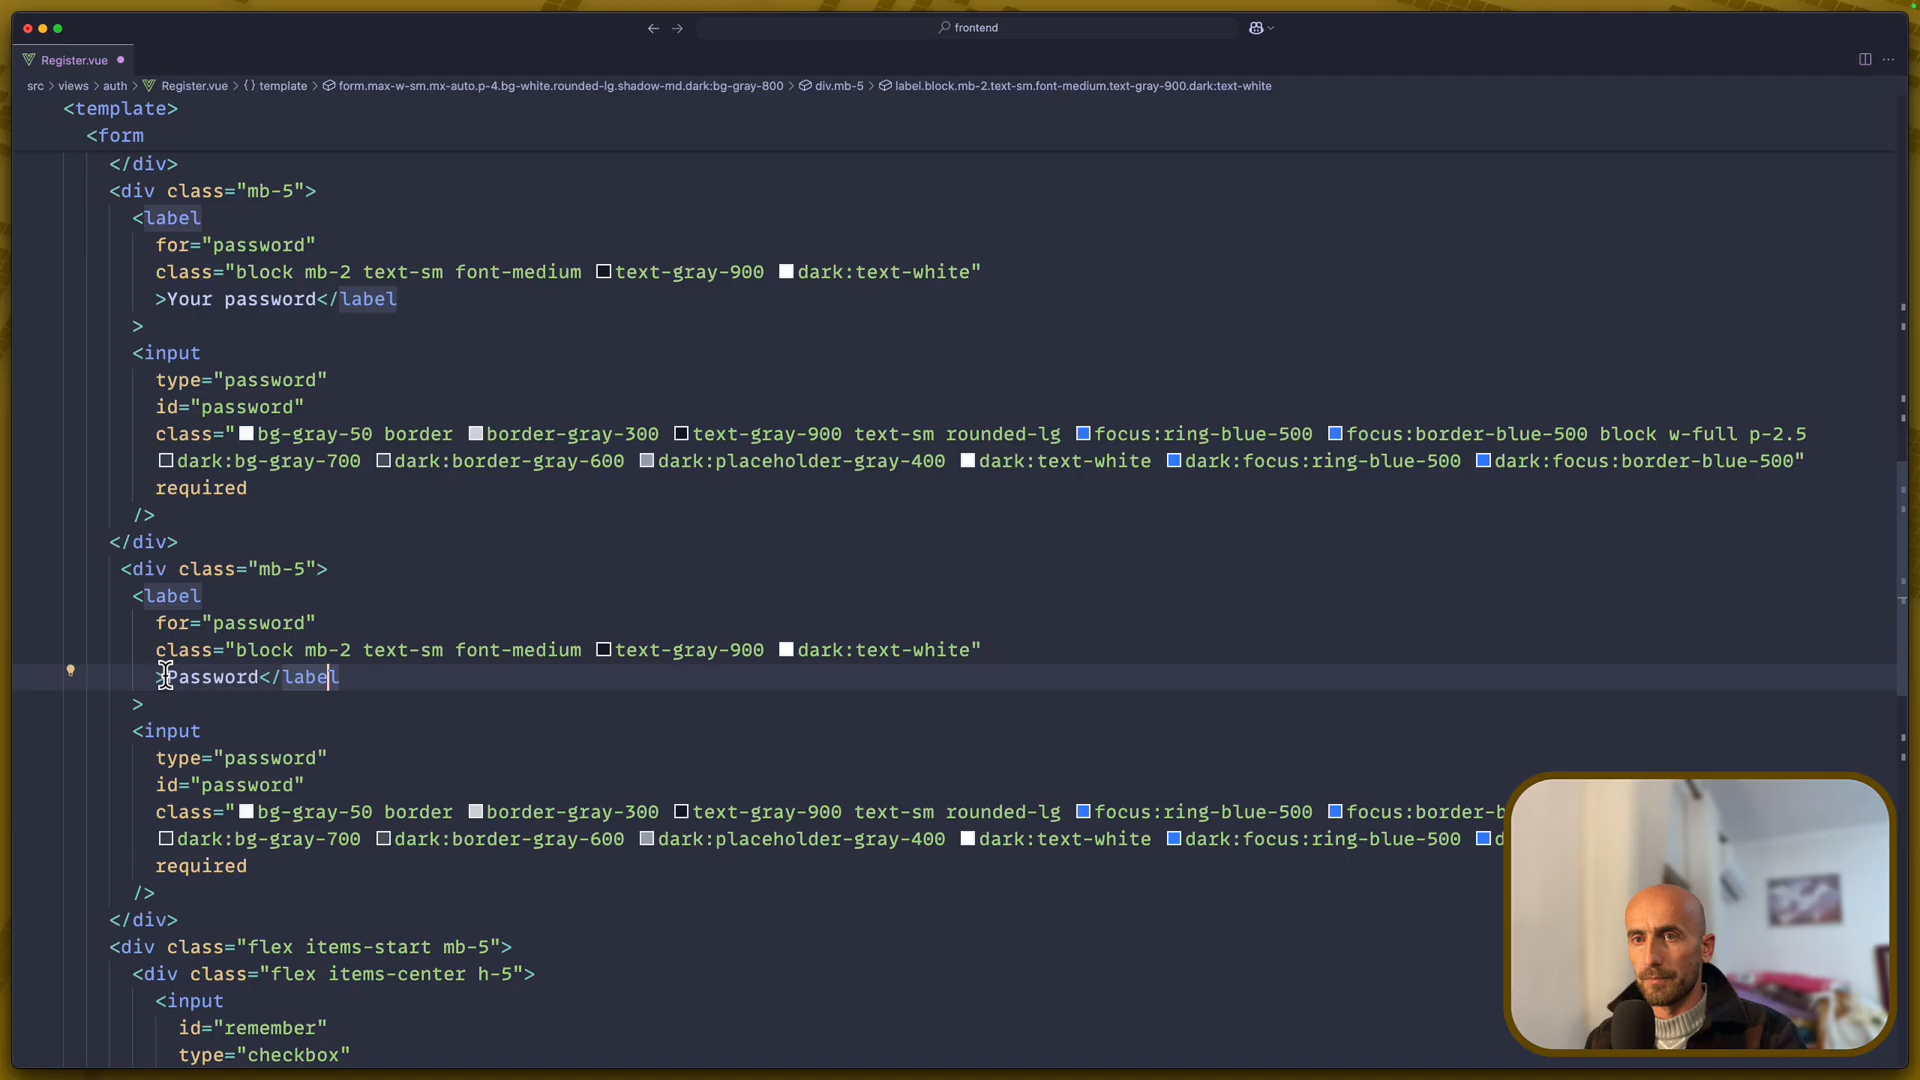 frontend
Register.vue
src > views > auth > Register.vue > {} template > form.max-w-sm.mx-auto.p-4.bg-white.rounded-lg.shadow-md.dark:bg-gray-800 > div.mb-5 > label.block.mb-2.text-sm.font-medium.text-gray-900.dark:text-white
<template>
<form
</div>
<div class="mb-5">
<label
for="password"
class="block mb-2 text-sm font-medium text-gray-900 dark:text-white"
>Your password</label
>
<input
type="password"
id="password"
class="bg-gray-50 border border-gray-300 text-gray-900 text-sm rounded-lg focus:ring-blue-500 focus:border-blue-500 block w-full p-2.5
dark:bg-gray-700 dark:border-gray-600 dark:placeholder-gray-400 dark:text-white dark:focus:ring-blue-500 dark:focus:border-blue-500"
required
/>
</div>
<div class="mb-5">
<label
for="password"
class="block mb-2 text-sm font-medium text-gray-900 dark:text-white"
>Password</label
>
<input
type="password"
id="password"
class="bg-gray-50 border border-gray-300 text-gray-900 text-sm rounded-lg focus:ring-blue-500 focus:border-b
dark:bg-gray-700 dark:border-gray-600 dark:placeholder-gray-400 dark:text-white dark:focus:ring-blue-500 d
required
/>
</div>
<div class="flex items-start mb-5">
<div class="flex items-center h-5">
<input
id="remember"
type="checkbox"